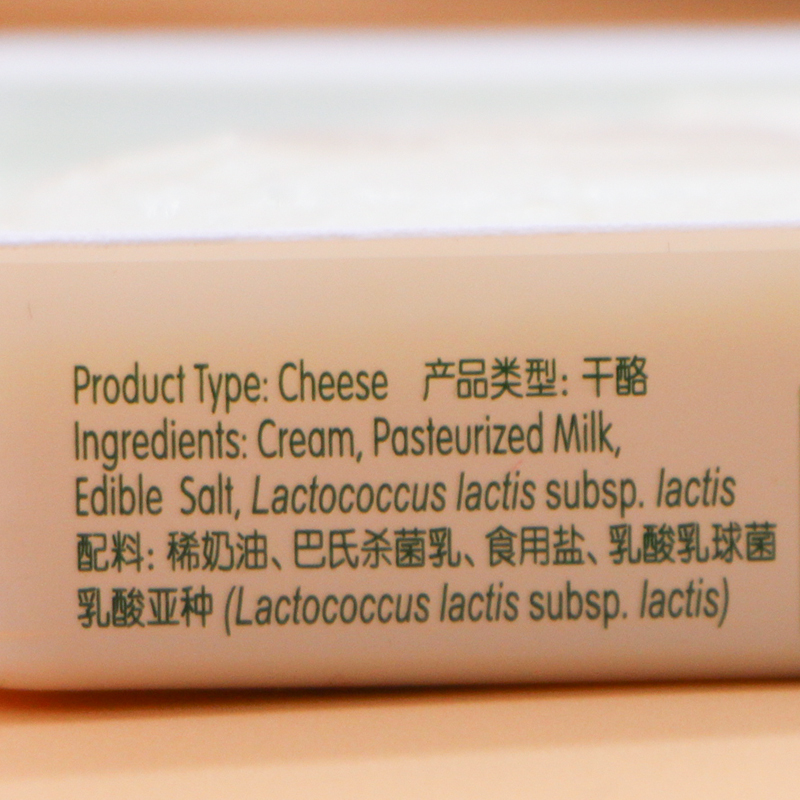 Product Type: Cheese 产品类型: 干酪
Ingredients: Cream, Pasteurized Milk,
Edible Salt, Lactococcus lactis subsp. lactis
配料: 稀奶油、巴氏杀菌乳、食用盐、乳酸乳球菌
乳酸亚种 (Lactococcus lactis subsp. lactis)